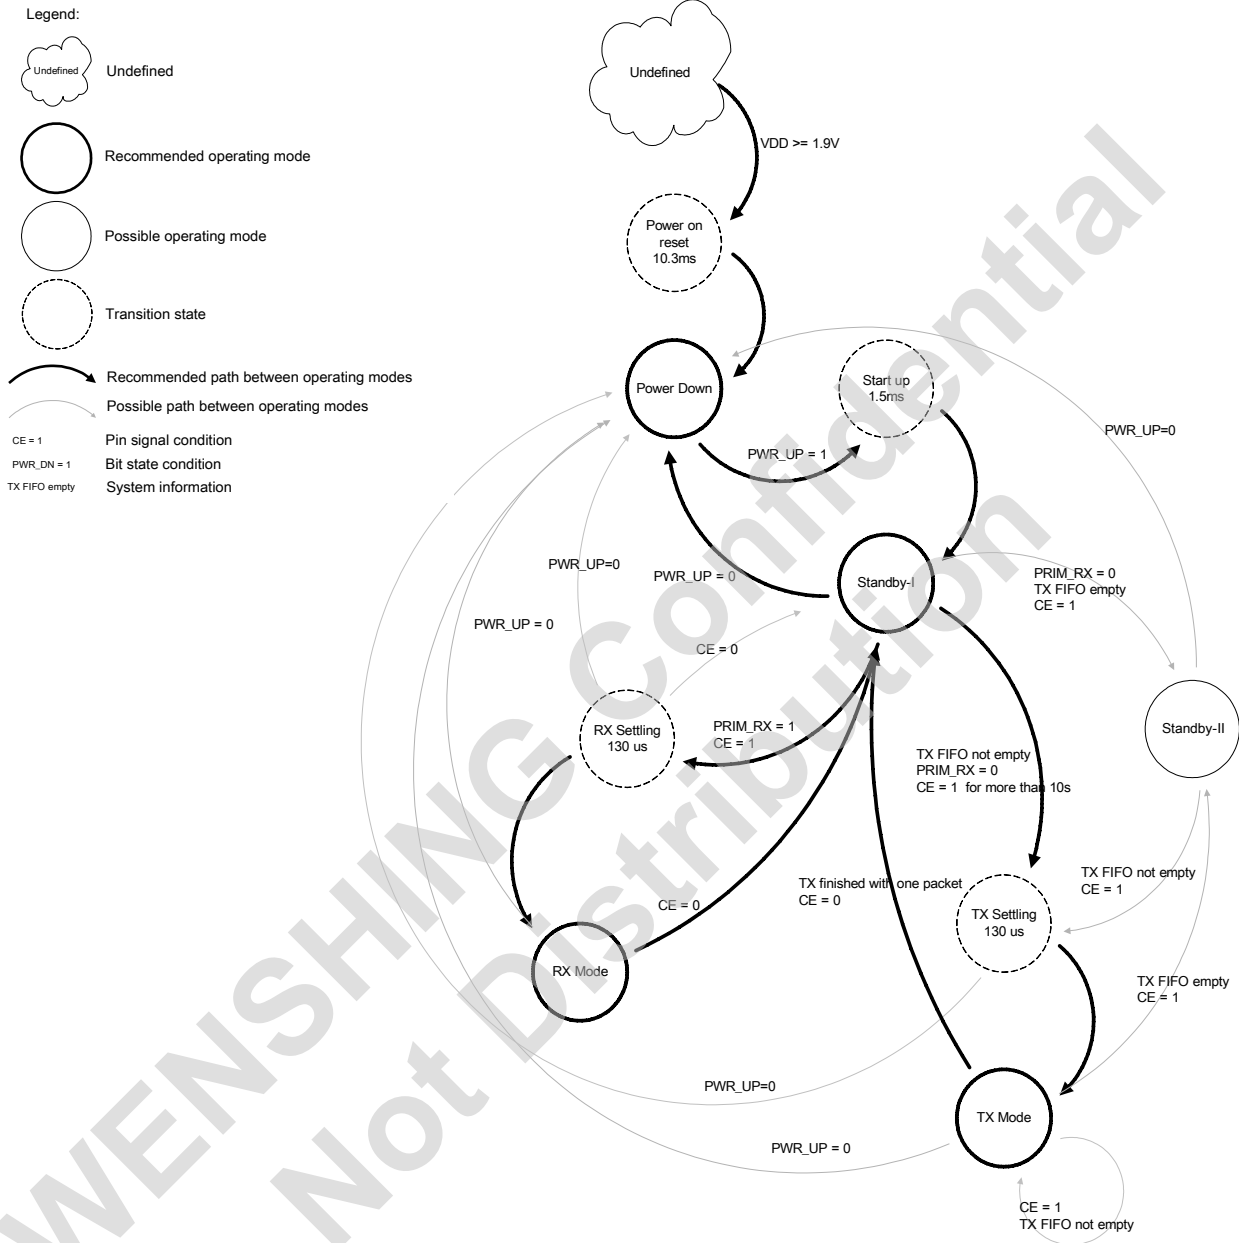 Legend:
Undefined
Undefined
Recommended operating mode
Possible operating mode
Transition state
Recommended path between operating modes
Possible path between operating modes
CE = 1
Pin signal condition
PWR_DN = 1
Bit state condition
TX FIFO empty
System information
Undefined
VDD >= 1.9V
Power on
reset
10.3ms
Power Down
Start up
1.5ms
PWR_UP=0
PWR_UP = 1
PWR_UP=0
PWR_UP = 0
Standby-I
PRIM_RX = 0
TX FIFO empty
CE = 1
PWR_UP = 0
CE = 0
RX Settling
130 us
PRIM_RX = 1
CE = 1
Standby-II
TX FIFO not empty
PRIM_RX = 0
CE = 1  for more than 10s
TX FIFO not empty
CE = 1
TX finished with one packet
CE = 0
CE = 0
TX Settling
130 us
RX Mode
TX FIFO empty
CE = 1
PWR_UP=0
TX Mode
PWR_UP = 0
CE = 1
TX FIFO not empty
WENSHING Confidential
Not Distribution